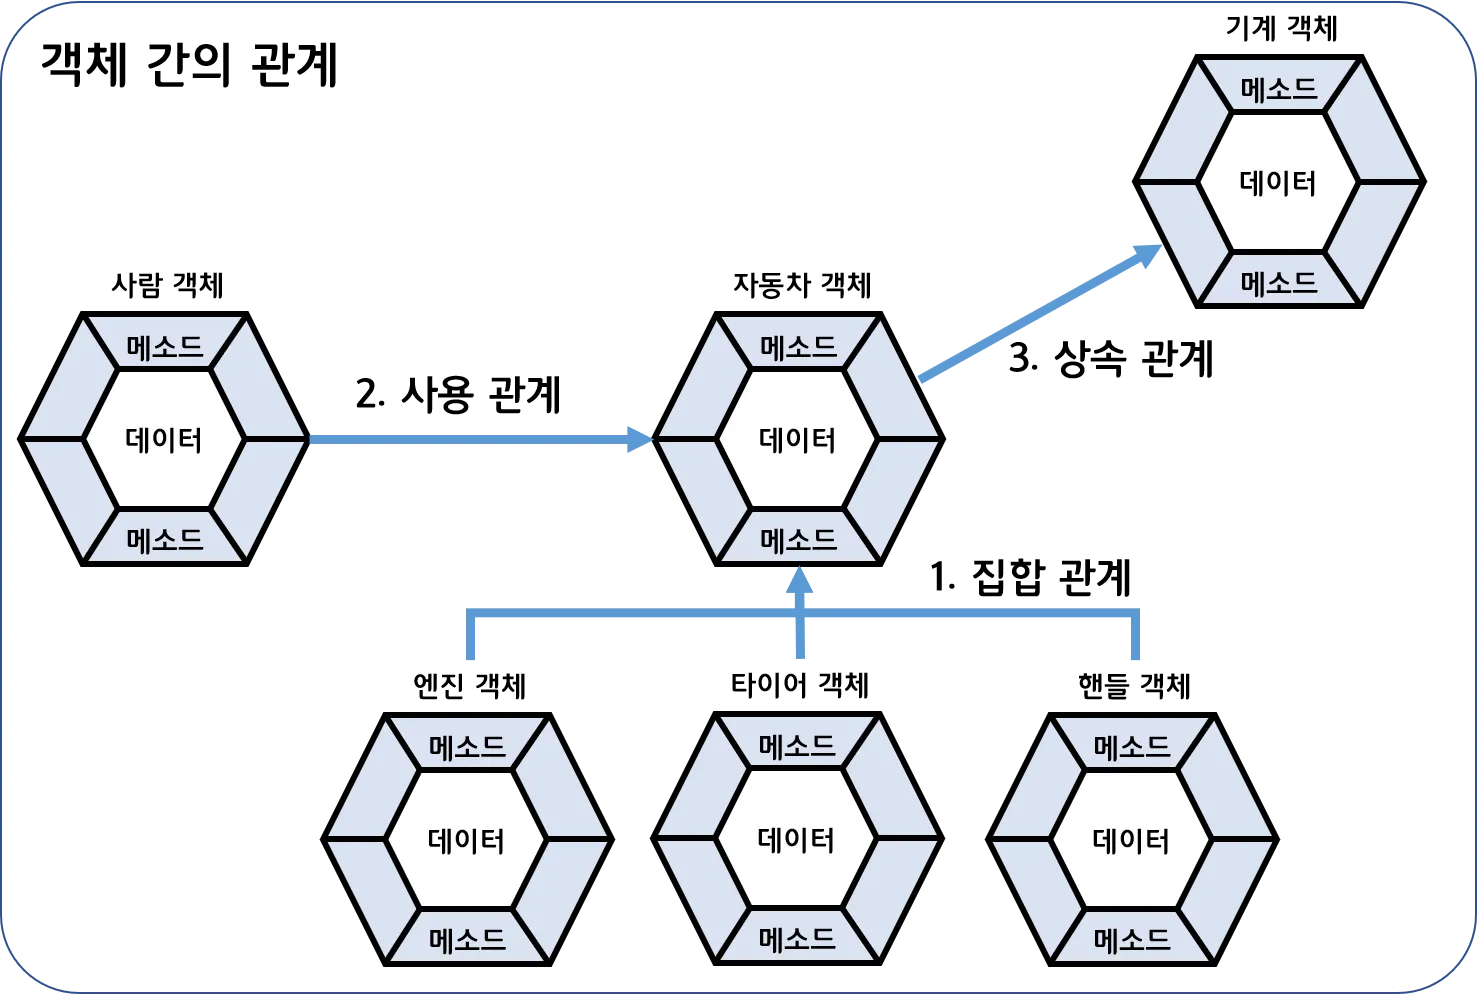 객체 간의 관계
기계 객체
메소드
데이터
메소드
사람 객체
메소드
데이터
메소드
2. 사용 관계
자동차 객체
메소드
데이터
메소드
3. 상속 관계
1. 집합 관계
엔진 객체
메소드
데이터
메소드
타이어 객체
메소드
데이터
메소드
핸들 객체
메소드
데이터
메소드